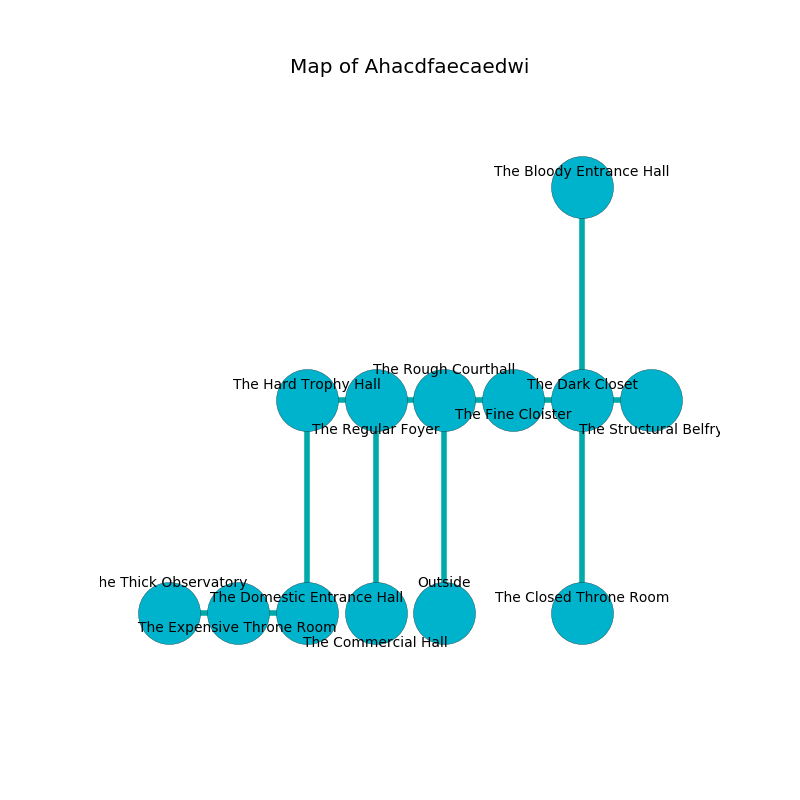 Map of Ahacdfaecaedwi
The Bloody Entrance Hall
The Rough Courthall
The Hard Trophy Hall
The Dark Closet
The Fine Cloister
The Regular Foyer
The Structural Belfry
he Thick Observatory
Outside
The Domestic Entrance Hall
The Closed Throne Room
The Expensive Throne Room
The Commercial Hall